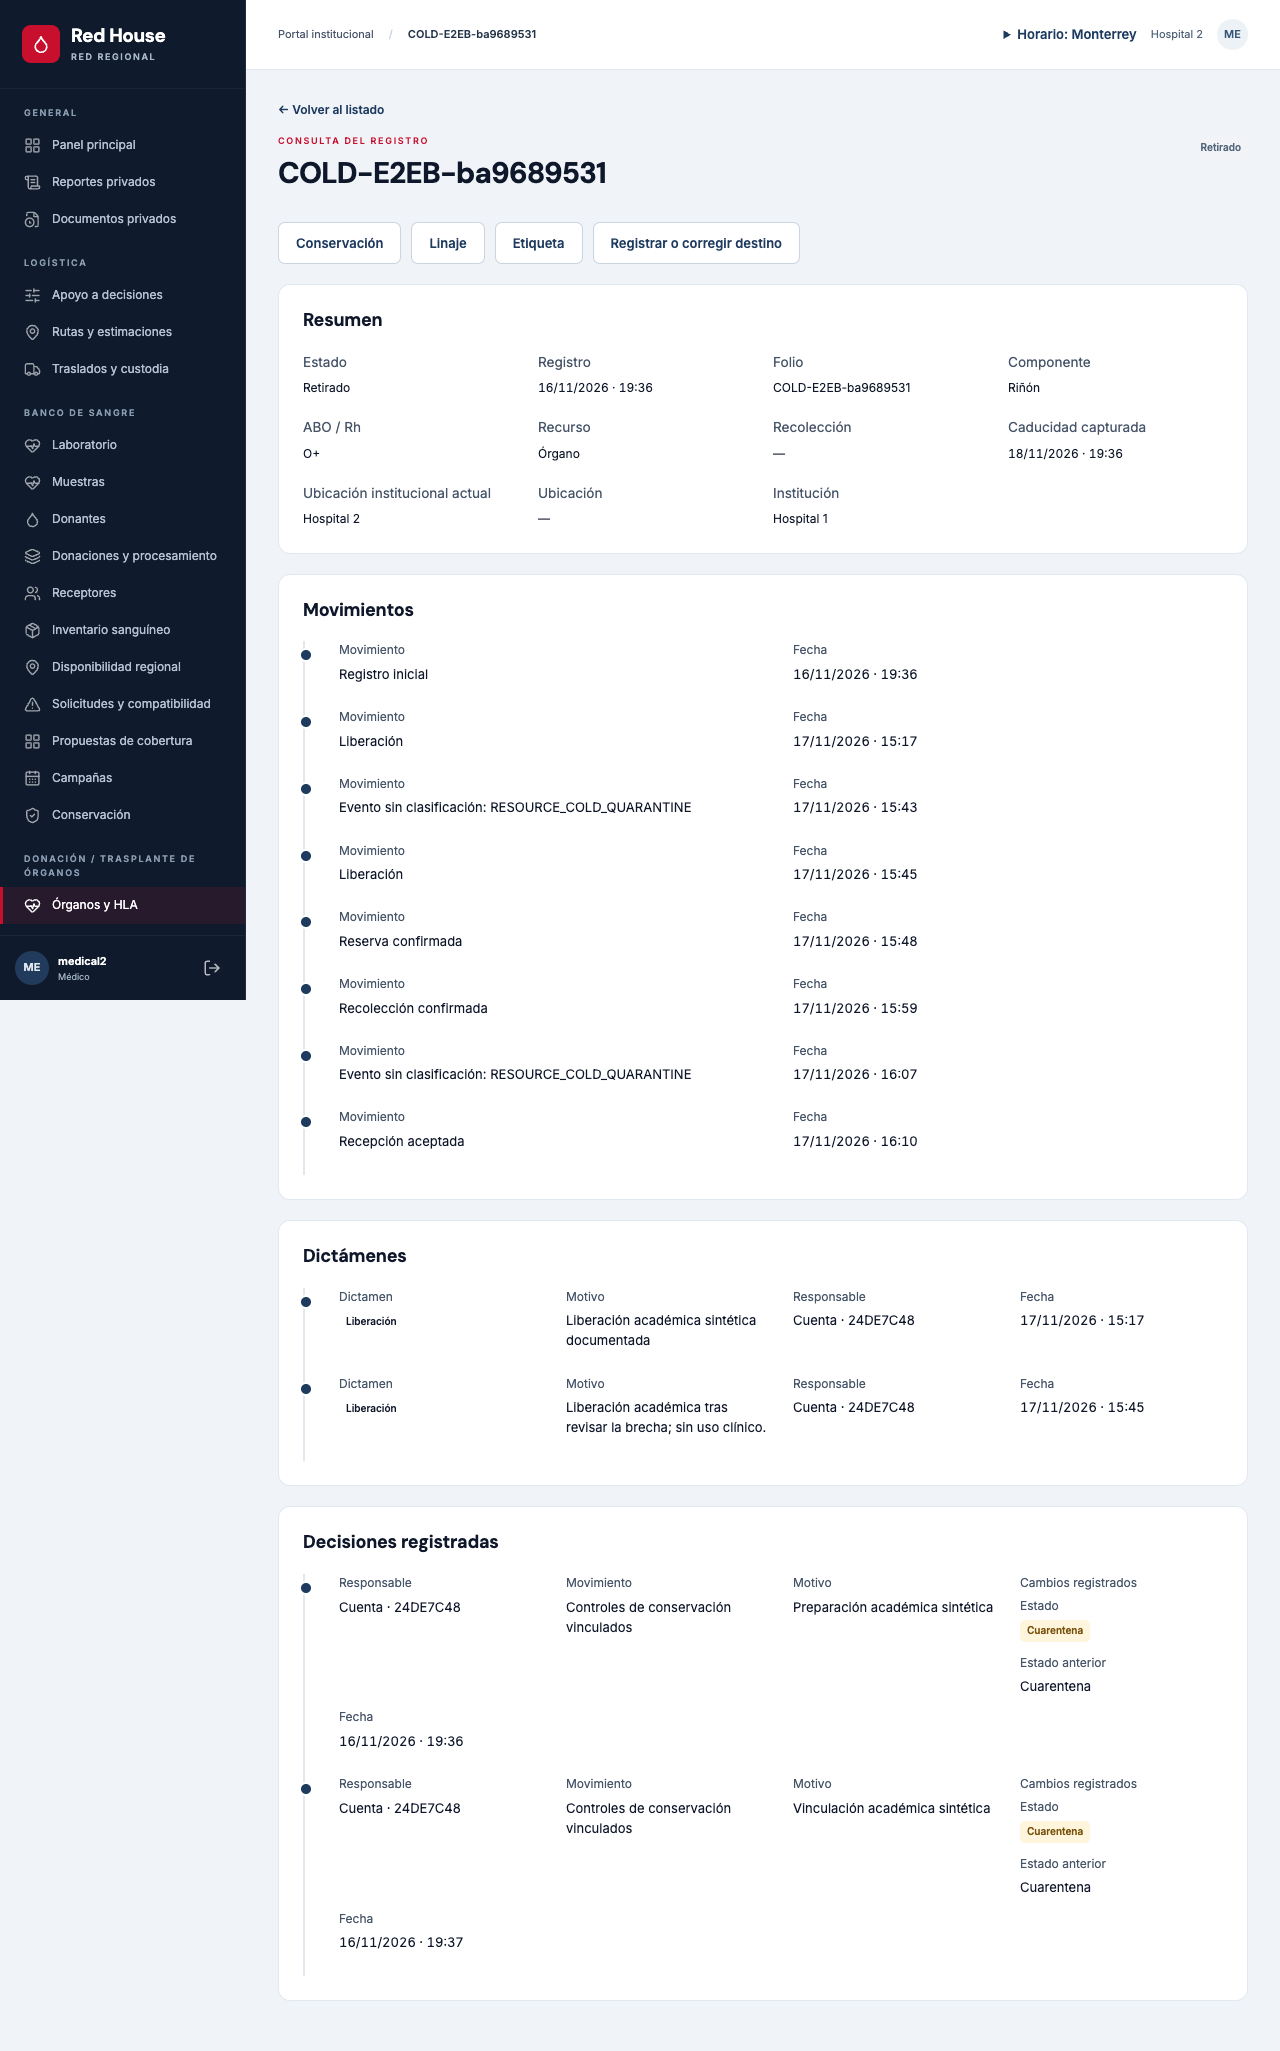 Red House
RED REGIONAL
GENERAL
Panel principal
Reportes privados
Documentos privados
LOGÍSTICA
Apoyo a decisiones
Rutas y estimaciones
Traslados y custodia
BANCO DE SANGRE
Laboratorio
Muestras
Donantes
Donaciones y procesamiento
Receptores
Inventario sanguíneo
Disponibilidad regional
Solicitudes y compatibilidad
Propuestas de cobertura
Campañas
Conservación
DONACIÓN / TRASPLANTE DE
ÓRGANOS
Órganos y HLA
ME
medical2
Médico
Portal institucional / COLD-E2EB-ba9689531
▶ Horario: Monterrey Hospital 2 ME
← Volver al listado
CONSULTA DEL REGISTRO
COLD-E2EB-ba9689531
Retirado
Conservación Linaje Etiqueta Registrar o corregir destino
Resumen
Estado Registro Folio Componente
Retirado 16/11/2026 · 19:36 COLD-E2EB-ba9689531 Riñón
ABO / Rh Recurso Recolección Caducidad capturada
O+ Órgano — 18/11/2026 · 19:36
Ubicación institucional actual Ubicación Institución
Hospital 2 — Hospital 1
Movimientos
Movimiento Fecha
Registro inicial 16/11/2026 · 19:36
Movimiento Fecha
Liberación 17/11/2026 · 15:17
Movimiento Fecha
Evento sin clasificación: RESOURCE_COLD_QUARANTINE 17/11/2026 · 15:43
Movimiento Fecha
Liberación 17/11/2026 · 15:45
Movimiento Fecha
Reserva confirmada 17/11/2026 · 15:48
Movimiento Fecha
Recolección confirmada 17/11/2026 · 15:59
Movimiento Fecha
Evento sin clasificación: RESOURCE_COLD_QUARANTINE 17/11/2026 · 16:07
Movimiento Fecha
Recepción aceptada 17/11/2026 · 16:10
Dictámenes
Dictamen Motivo Responsable Fecha
Liberación Liberación académica sintética Cuenta · 24DE7C48 17/11/2026 · 15:17
documentada
Dictamen Motivo Responsable Fecha
Liberación Liberación académica tras Cuenta · 24DE7C48 17/11/2026 · 15:45
revisar la brecha; sin uso clínico.
Decisiones registradas
Responsable Movimiento Motivo Cambios registrados
Cuenta · 24DE7C48 Controles de conservación Preparación académica sintética Estado
vinculados Cuarentena
Estado anterior
Cuarentena
Fecha
16/11/2026 · 19:36
Responsable Movimiento Motivo Cambios registrados
Cuenta · 24DE7C48 Controles de conservación Vinculación académica sintética Estado
vinculados Cuarentena
Estado anterior
Cuarentena
Fecha
16/11/2026 · 19:37